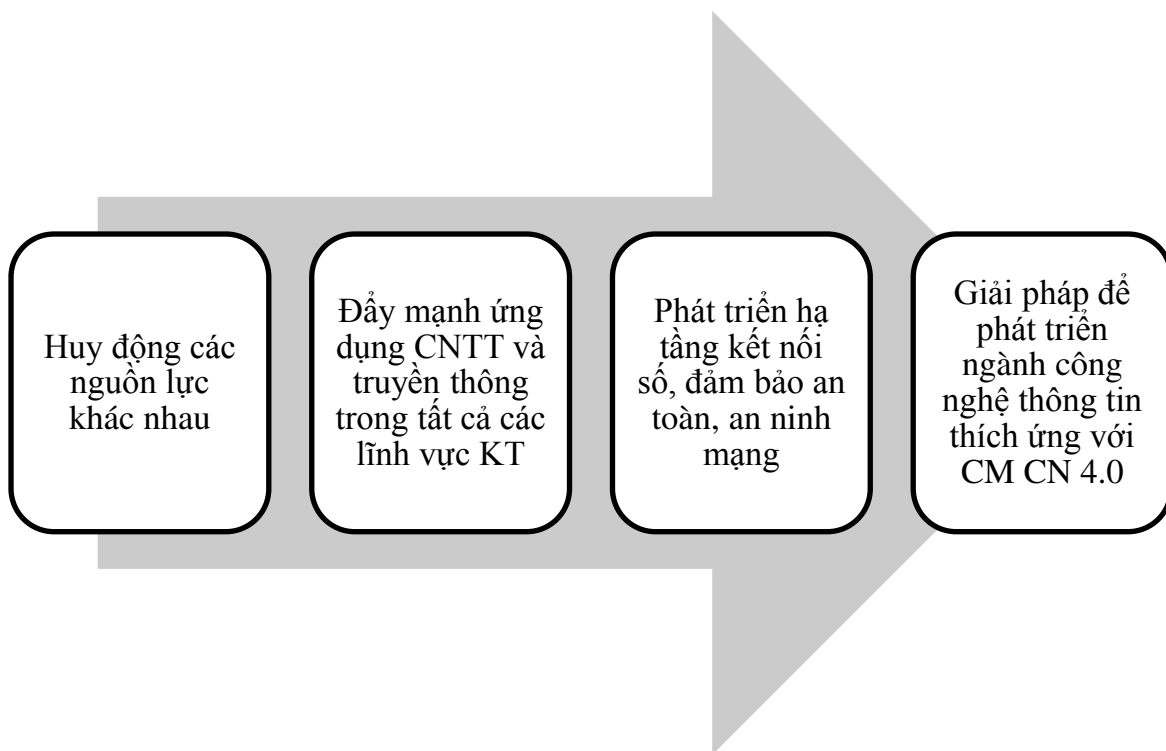 Huy động các
nguồn lực
khác nhau
Đẩy mạnh ứng
dụng CNTT và
truyền thông
trong tất cả các
lĩnh vực KT
Phát triển hạ
tầng kết nối
số, đảm bảo an
toàn, an ninh
mạng
Giải pháp để
phát triển
ngành công
nghệ thông tin
thích ứng với
CM CN 4.0